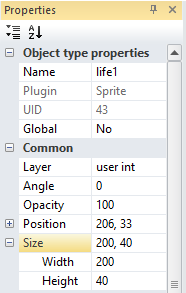 Properties
A
Z
Object type properties
Name life1
Plugin Sprite
UID 43
Global No
Common
Layer user int
Angle 0
Opacity 100
Position 206, 33
Size 200, 40
Width 200
Height 40